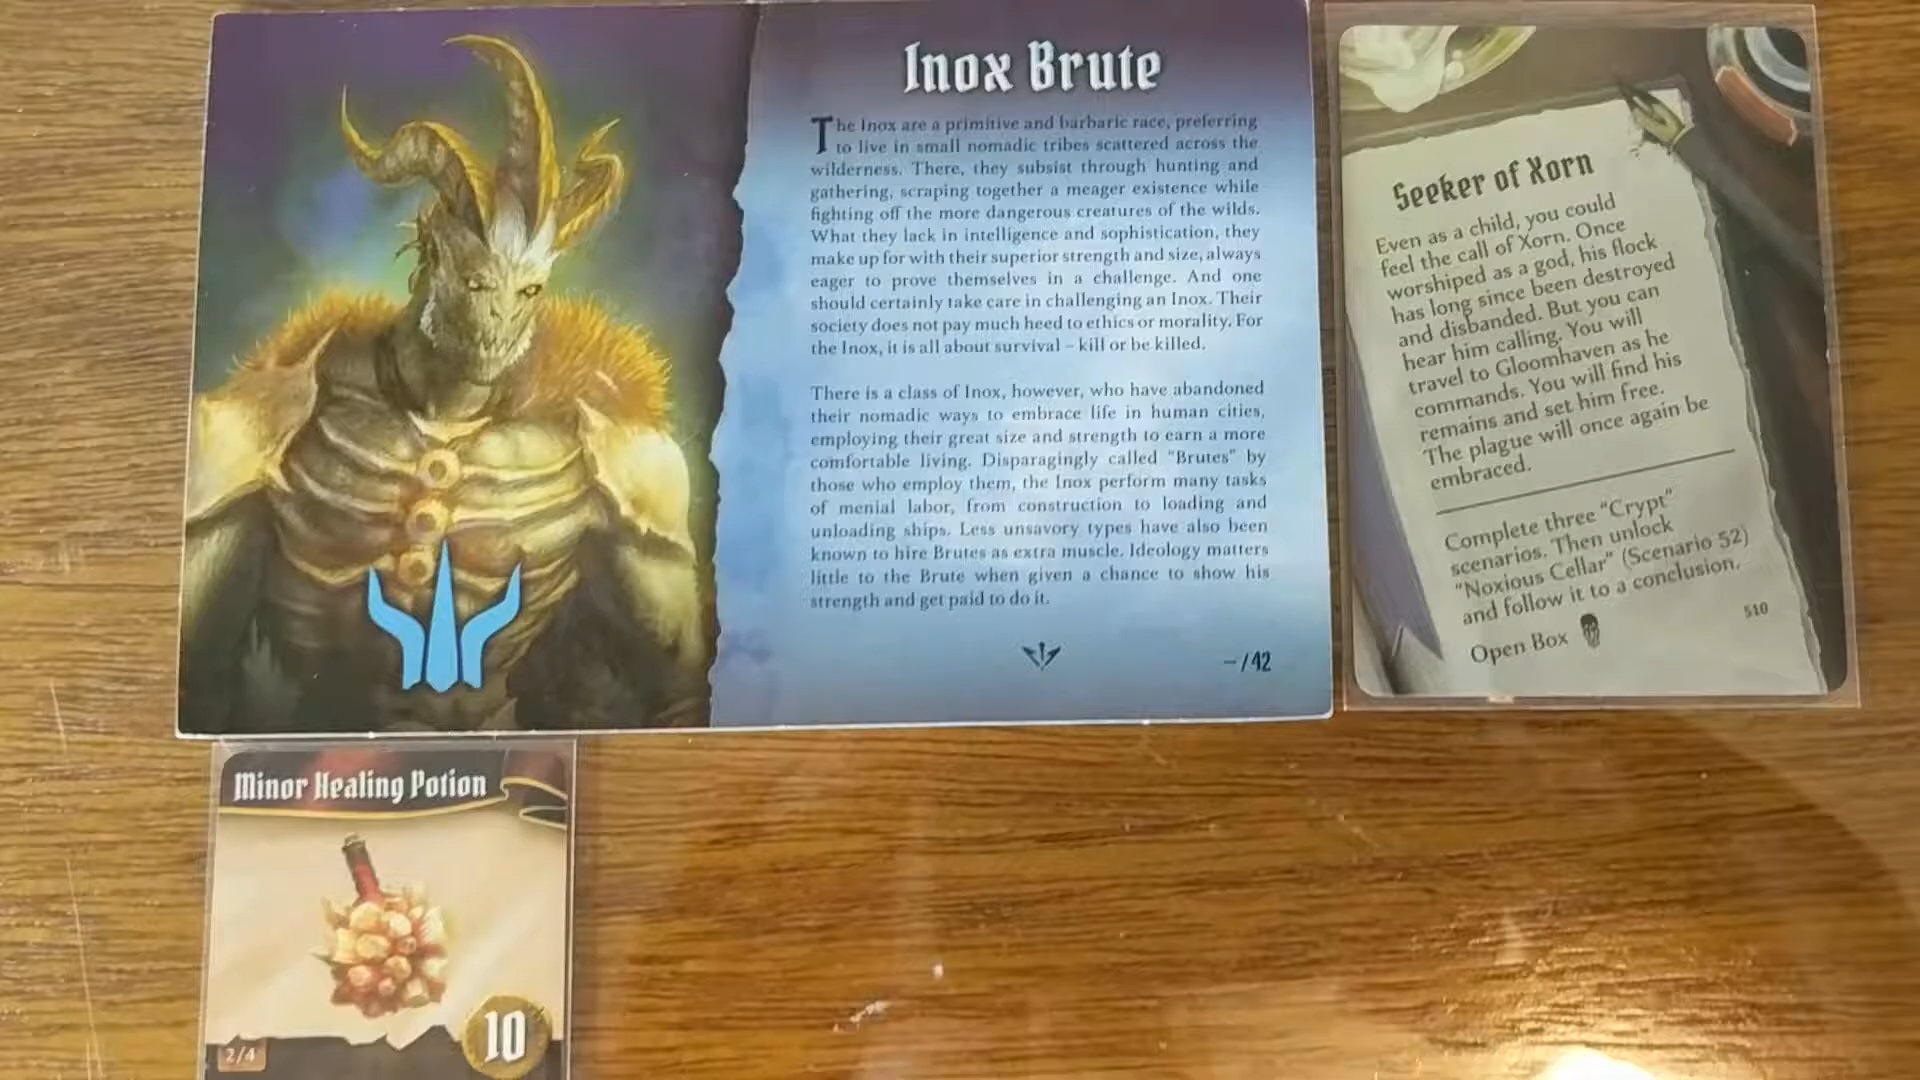 Inox Brute
The Inox are a primitive and barbaric race, preferring
to live in small nomadic tribes scattered across the
wilderness. There, they subsist through hunting and
gathering, scraping together a meager existence while
fighting off the more dangerous creatures of the wilds.
What they lack in intelligence and sophistication, they
make up for with their superior strength and size, always
eager to prove themselves in a challenge. And one
should certainly take care in challenging an Inox. Their
society does not pay much heed to ethics or morality. For
the Inox, it is all about survival – kill or be killed.
There is a class of Inox, however, who have abandoned
their nomadic ways to embrace life in human cities,
employing their great size and strength to earn a more
comfortable living. Disparagingly called "Brutes" by
those who employ them, the Inox perform many tasks
of menial labor, from construction to loading and
unloading ships. Less unsavory types have also been
known to hire Brutes as extra muscle. Ideology matters
little to the Brute when given a chance to show his
strength and get paid to do it.
–/42
Seeker of Xorn
Even as a child, you could
feel the call of Xorn. Once
worshiped as a god, his flock
has long since been destroyed
and disbanded. But you can
hear him calling. You will
travel to Gloomhaven as he
commands. You will find his
remains and set him free.
The plague will once again be
embraced.
Complete three "Crypt"
scenarios. Then unlock
"Noxious Cellar" (Scenario 52)
and follow it to a conclusion.
Open Box
510
Minor Healing Potion
2/4
10